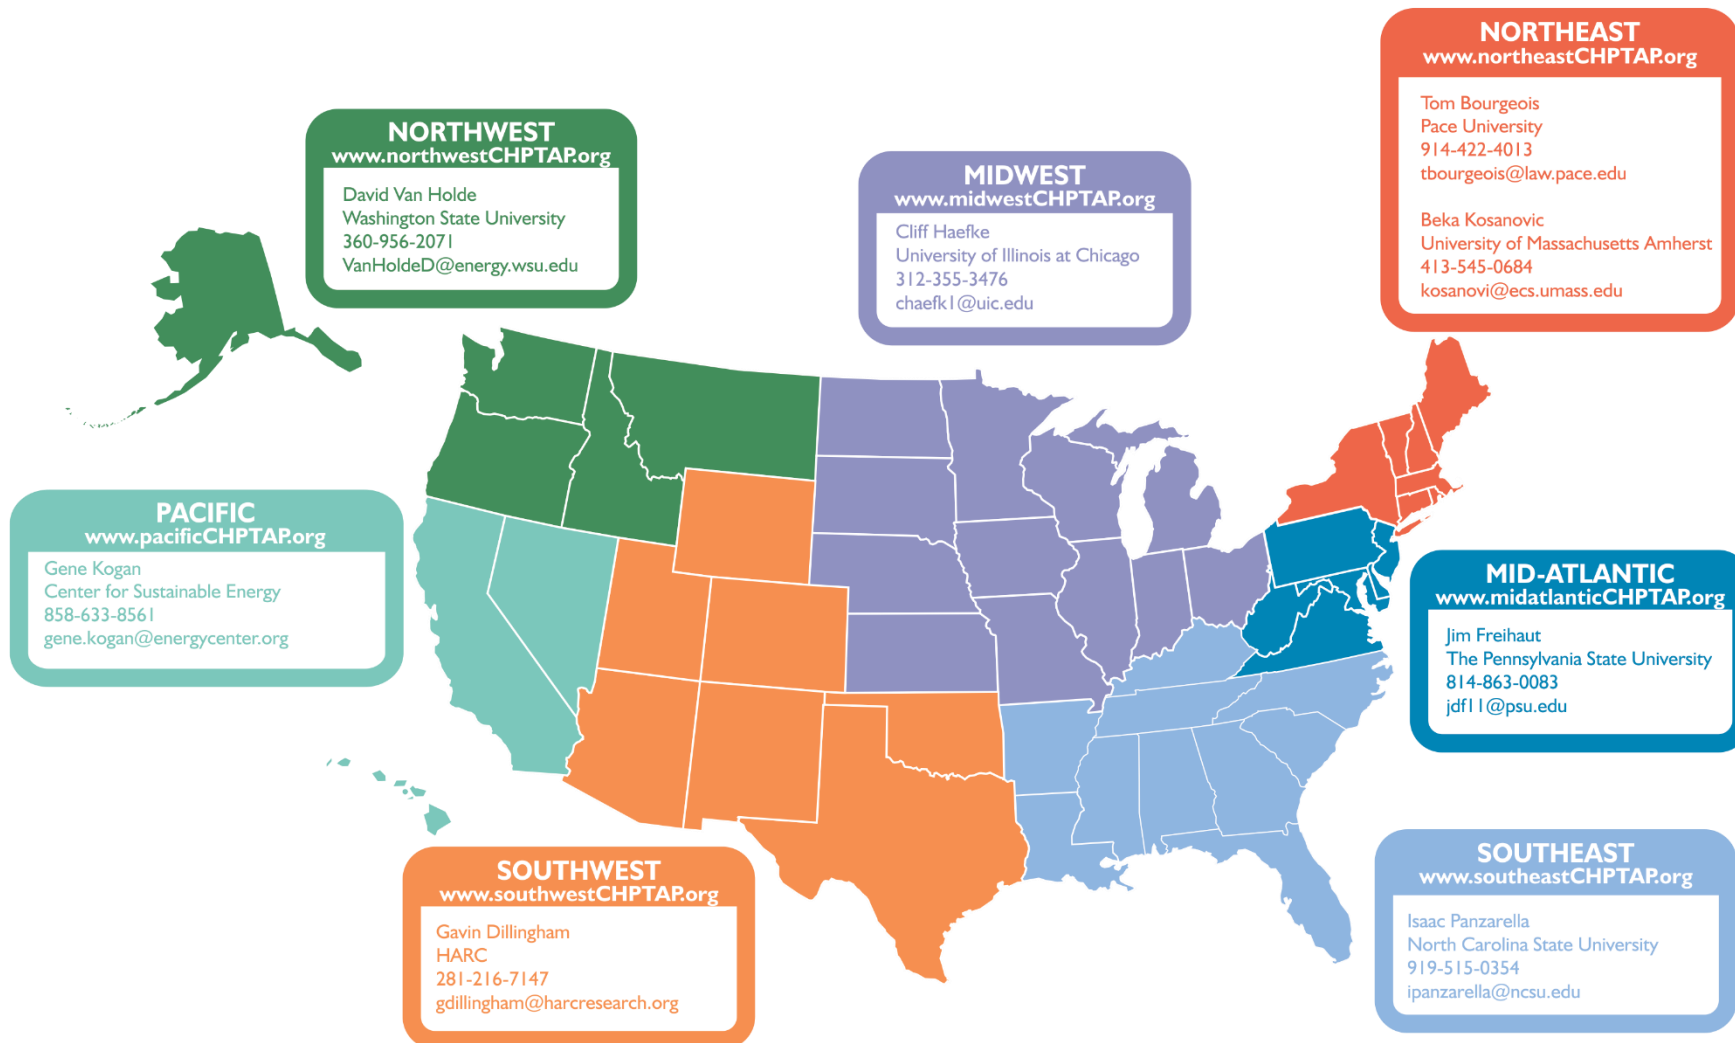 NORTHEAST
www.northeastCHPTAP.org
Tom Bourgeois
Pace University
914-422-4013
tbourgeois@law.pace.edu
Beka Kosanovic
University of Massachusetts Amherst
413-545-0684
kosanovi@ecs.umass.edu
NORTHWEST
www.northwestCHPTAP.org
David Van Holde
Washington State University
360-956-2071
VanHoldeD@energy.wsu.edu
MIDWEST
www.midwestCHPTAP.org
Cliff Haefke
University of Illinois at Chicago
312-355-3476
chaefk1@uic.edu
PACIFIC
www.pacificCHPTAP.org
Gene Kogan
Center for Sustainable Energy
858-633-8561
gene.kogan@energycenter.org
MID-ATLANTIC
www.midatlanticCHPTAP.org
Jim Freihaut
The Pennsylvania State University
814-863-0083
jdf11@psu.edu
SOUTHWEST
www.southwestCHPTAP.org
Gavin Dillingham
HARC
281-216-7147
gdillingham@harcresearch.org
SOUTHEAST
www.southeastCHPTAP.org
Isaac Panzarella
North Carolina State University
919-515-0354
ipanzarella@ncsu.edu